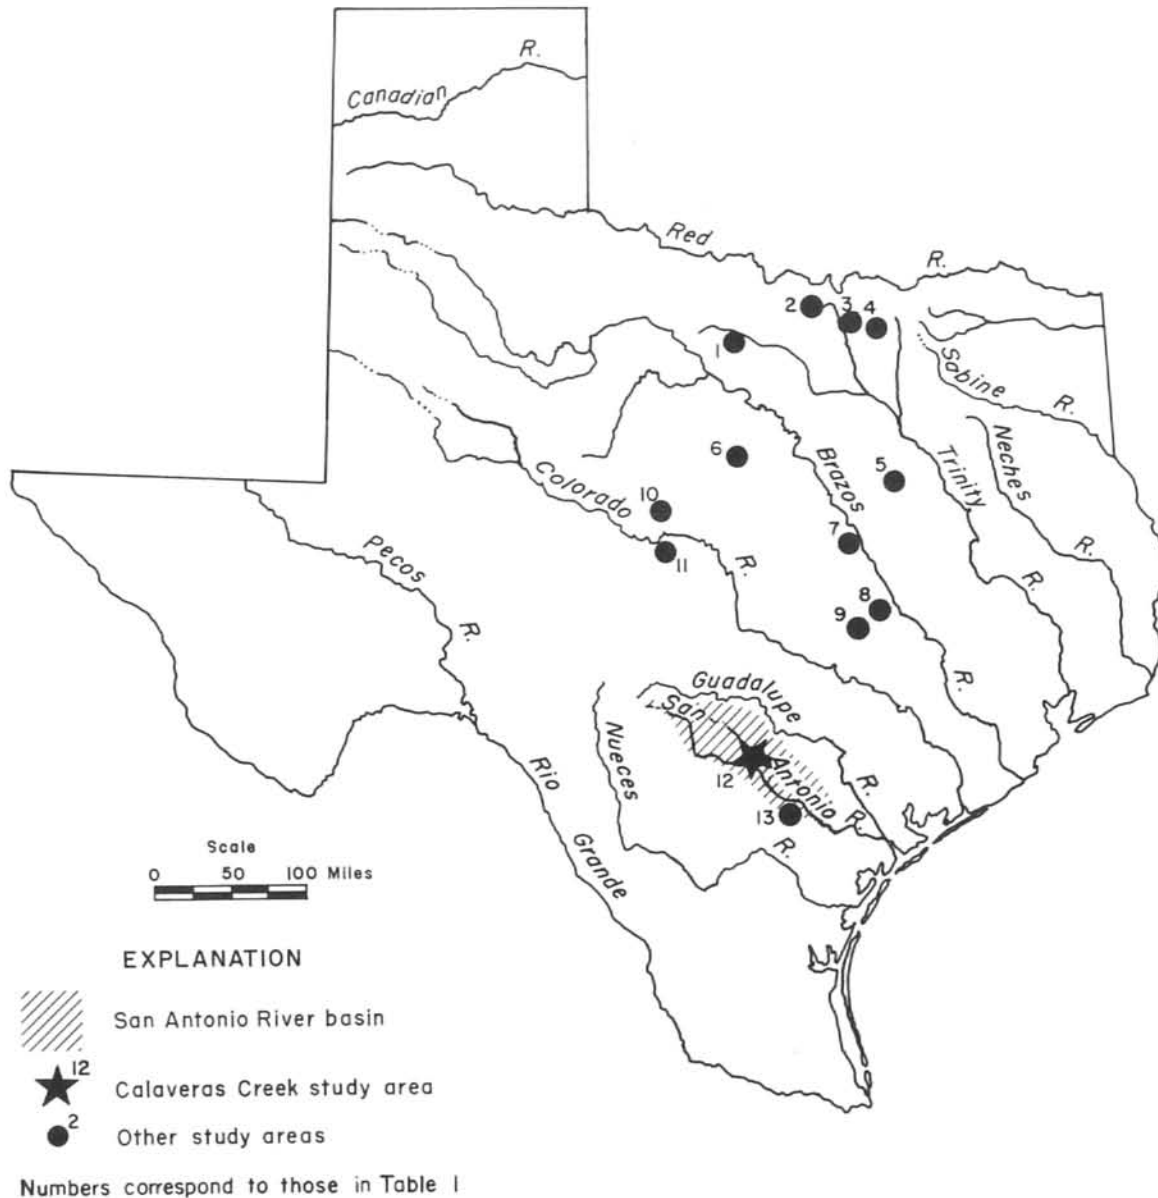 R.
Canadian
Red
R.
2
3
4
1
Sabine
R.
Neches
6
Brazos
5
Trinity
Colorado
10
7
R.
11
R.
Pecos
R.
8
R.
9
R.
Guadalupe
San
Nueces
Rio
12
Antonio
R.
13
R.
R.
Grande
Scale
0 50 100 Miles
EXPLANATION
San Antonio River basin
12
Calaveras Creek study area
2
Other study areas
Numbers correspond to those in Table 1